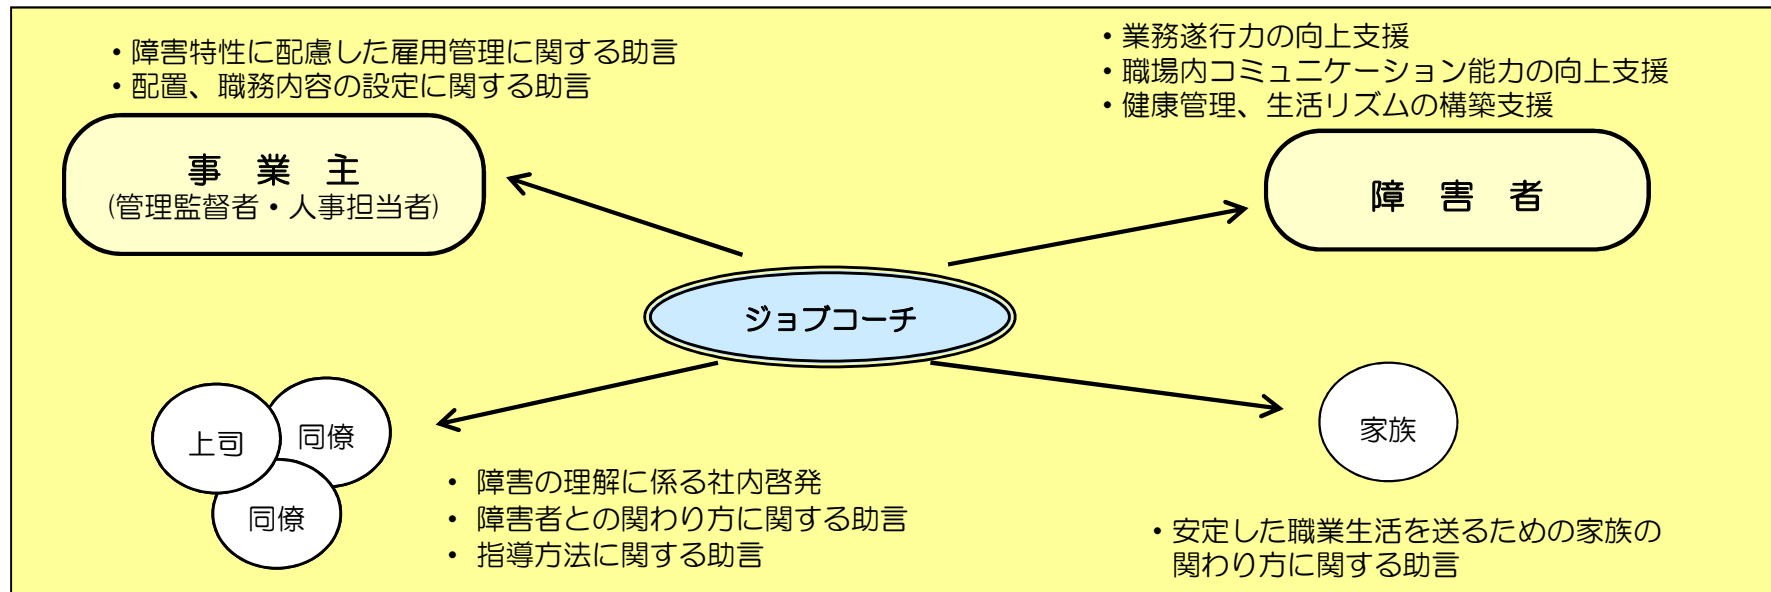 ・障害特性に配慮した雇用管理に関する助言
・配置、職務内容の設定に関する助言
事　業　主
(管理監督者・人事担当者)
・業務遂行力の向上支援
・職場内コミュニケーション能力の向上支援
・健康管理、生活リズムの構築支援
障　害　者
ジョブコーチ
上司
同僚
同僚
・ 障害の理解に係る社内啓発
・ 障害者との関わり方に関する助言
・ 指導方法に関する助言
家族
・安定した職業生活を送るための家族の
関わり方に関する助言